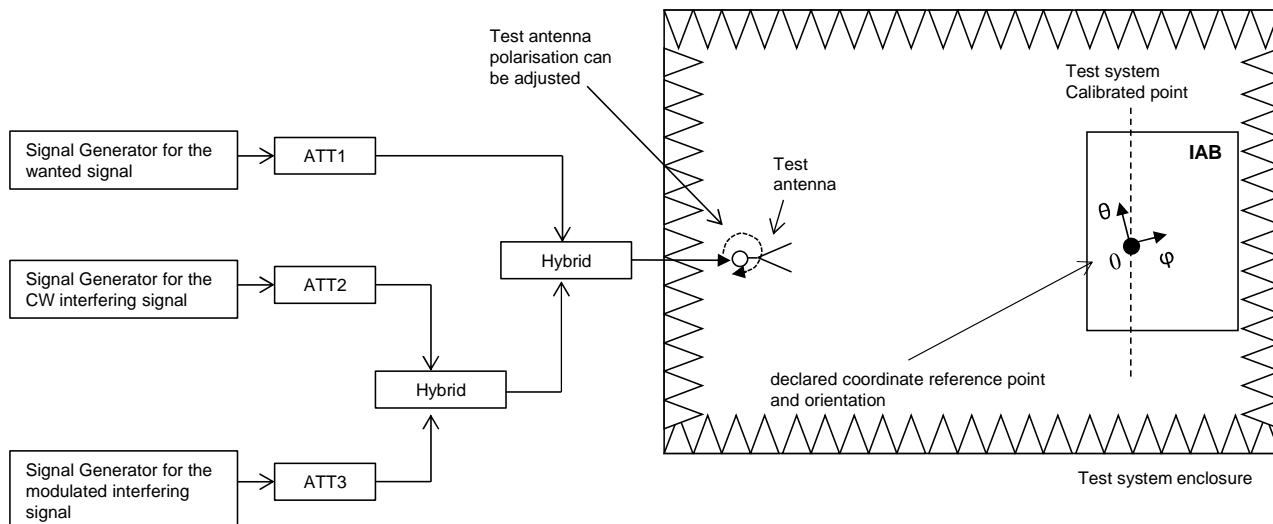 Signal Generator for the
wanted signal
ATT1
Signal Generator for the
CW interfering signal
ATT2
Signal Generator for the
modulated interfering
signal
ATT3
Hybrid
Hybrid
Test antenna
polarisation can
be adjusted
Test
antenna
Test system
Calibrated point
IAB
θ
0
φ
declared coordinate reference point
and orientation
Test system enclosure